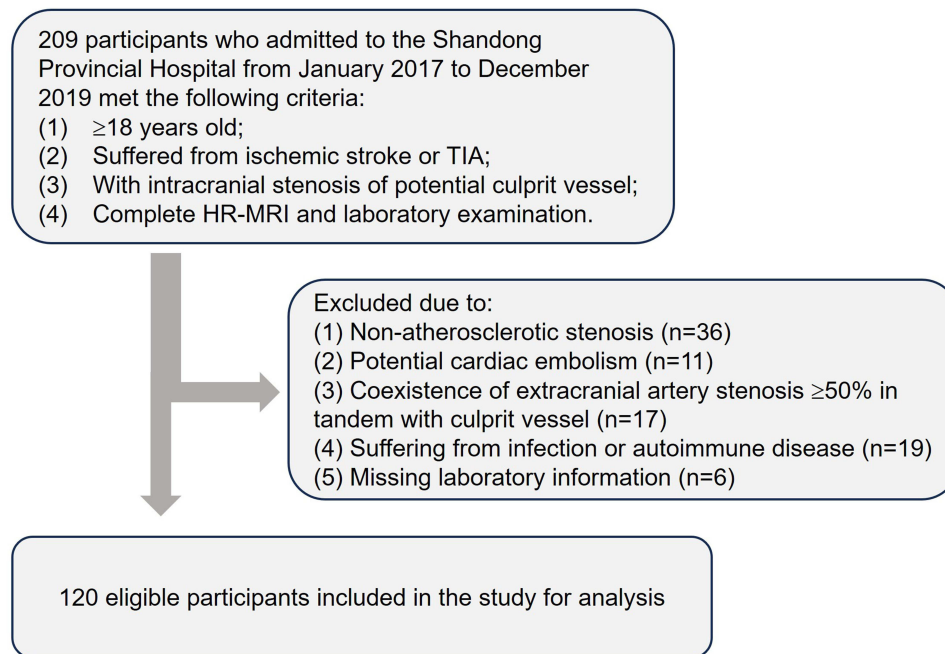 209 participants who admitted to the Shandong
Provincial Hospital from January 2017 to December
2019 met the following criteria:
(1) ≥18 years old;
(2) Suffered from ischemic stroke or TIA;
(3) With intracranial stenosis of potential culprit vessel;
(4) Complete HR-MRI and laboratory examination.
Excluded due to:
(1) Non-atherosclerotic stenosis (n=36)
(2) Potential cardiac embolism (n=11)
(3) Coexistence of extracranial artery stenosis ≥50% in
tandem with culprit vessel (n=17)
(4) Suffering from infection or autoimmune disease (n=19)
(5) Missing laboratory information (n=6)
120 eligible participants included in the study for analysis